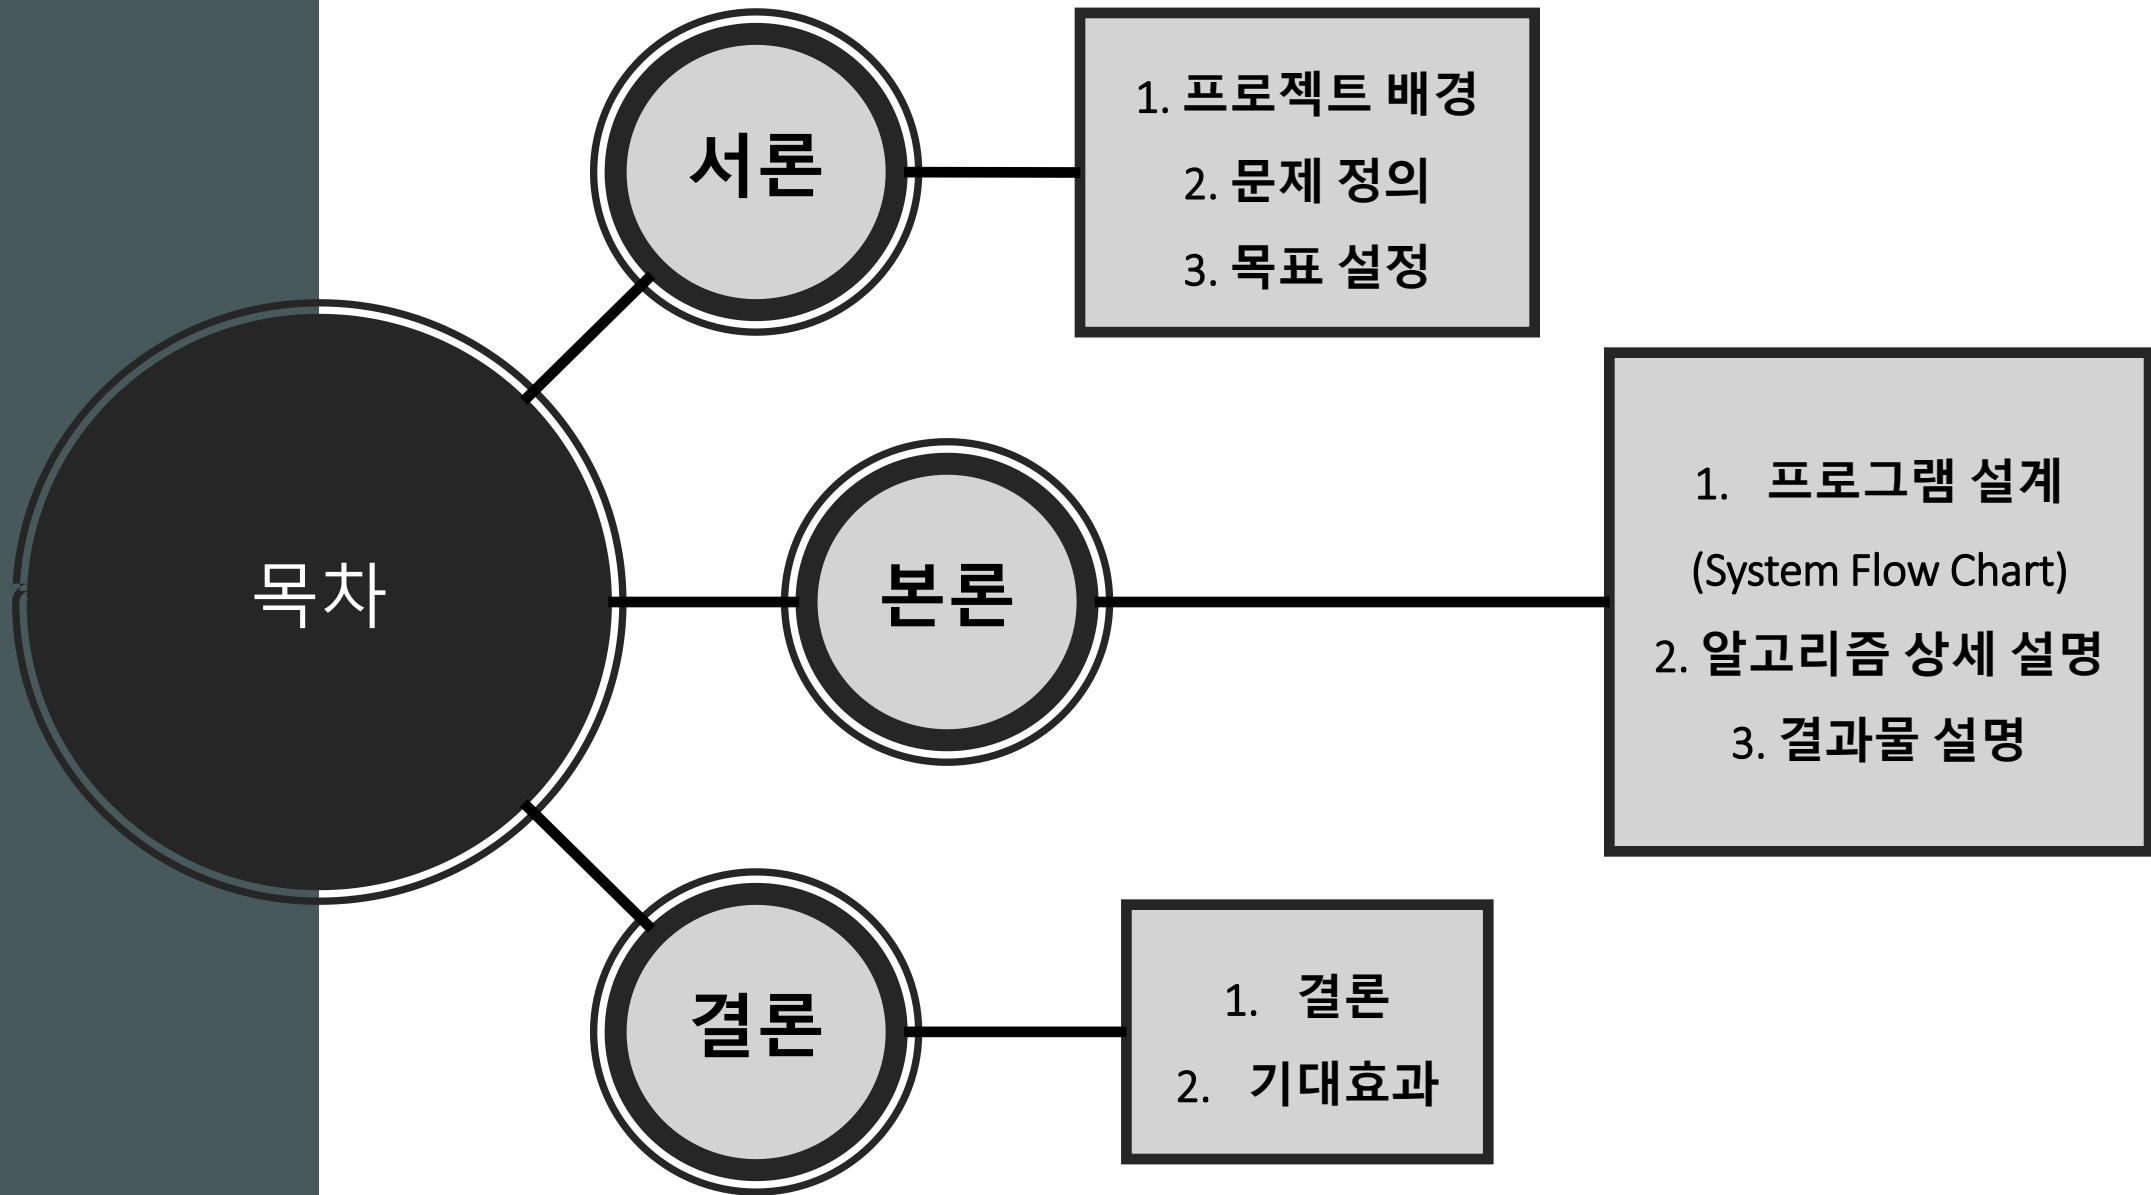 목차
서론
1. 프로젝트 배경
2. 문제 정의
3. 목표 설정
본론
1. 프로그램 설계
(System Flow Chart)
2. 알고리즘 상세 설명
3. 결과물 설명
결론
1. 결론
2. 기대효과